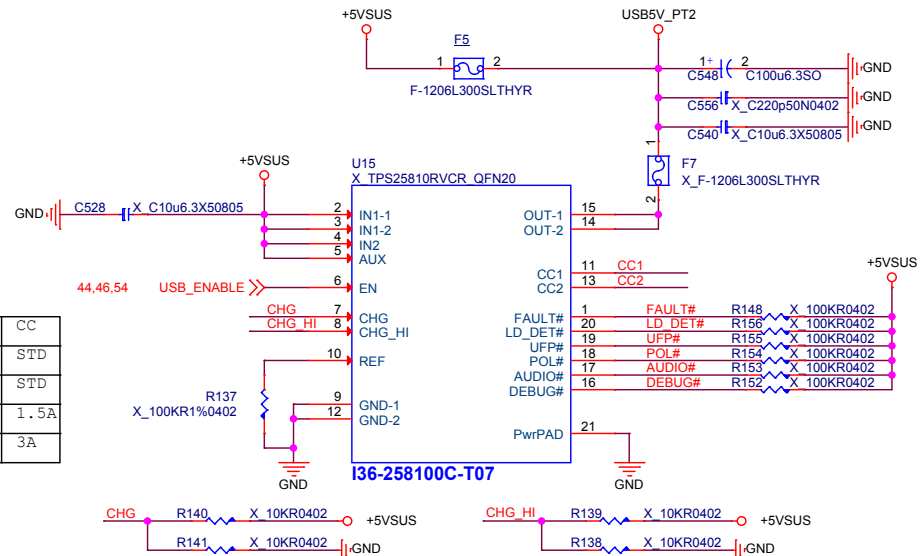 +5VSUS
USB5V_PT2
F5
1
2
F-1206L300SLTHYR
1+
2
C548
C100u6.3SO
GND
C556
X_C220p50N0402
GND
C540
X_C10u6.3X50805
GND
1
F7
X_F-1206L300SLTHYR
2
+5VSUS
U15
X_TPS25810RVCR_QFN20
GND
C528
X_C10u6.3X50805
2 IN1-1
3 IN1-2
4 IN2
5 AUX
44,46,54
USB_ENABLE
6 EN
CHG
7 CHG
CHG_HI
8 CHG_HI
10 REF
R137
X_100KR1%0402
9 GND-1
12 GND-2
GND
OUT-1 15
OUT-2 14
CC1 11 CC1
CC2 13 CC2
+5VSUS
FAULT# 1 FAULT# R148 X_100KR0402
LD_DET# 20 LD_DET# R156 X_100KR0402
UFP# 19 UFP# R155 X_100KR0402
POL# 18 POL# R154 X_100KR0402
AUDIO# 17 AUDIO# R153 X_100KR0402
DEBUG# 16 DEBUG# R152 X_100KR0402
PwrPAD 21
GND
I36-258100C-T07
CC
STD
STD
1.5A
3A
CHG
R140
X_10KR0402
+5VSUS
R141
X_10KR0402
GND
CHG_HI
R139
X_10KR0402
+5VSUS
R138
X_10KR0402
GND